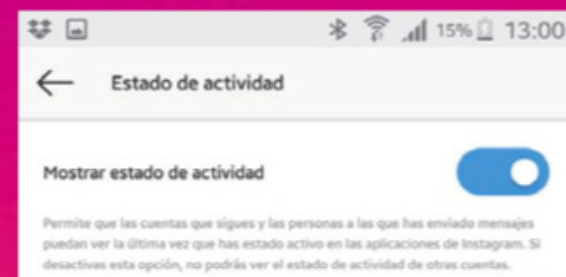 15% 13:00
Estado de actividad
Mostrar estado de actividad
Permite que las cuentas que sigues y las personas a las que has enviado mensajes
puedan ver la última vez que has estado activo en las aplicaciones de Instagram. Si
desactivas esta opción, no podrás ver el estado de actividad de otras cuentas.